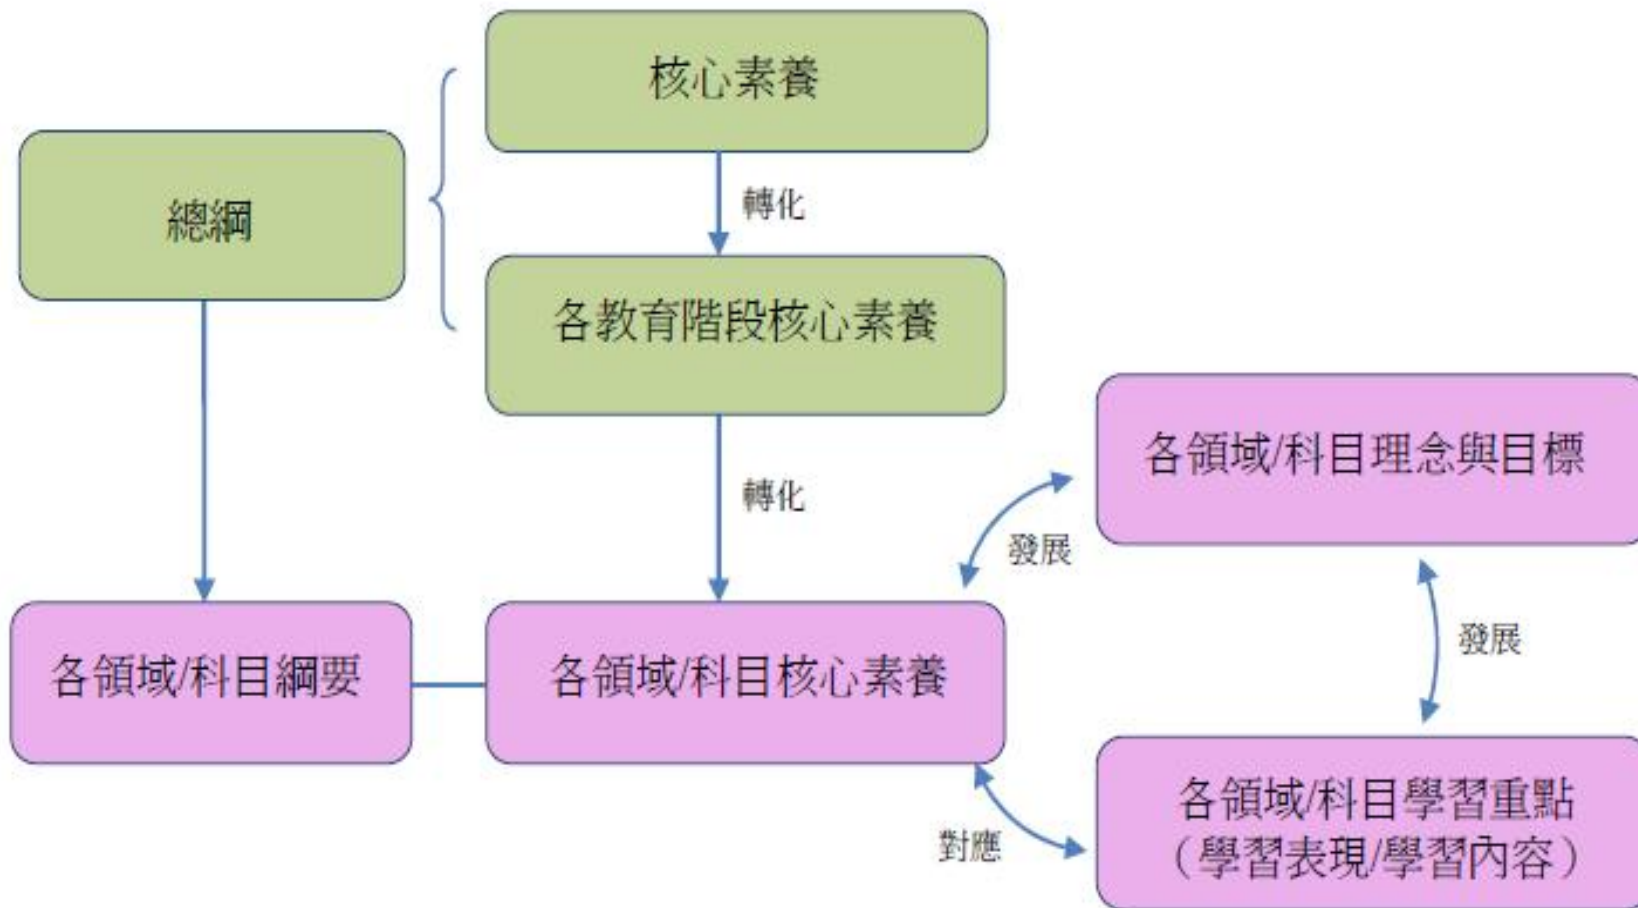 核心素養
總綱
轉化
各教育階段核心素養
各領域/科目理念與目標
轉化
發展
各領域/科目綱要
各領域/科目核心素養
發展
各領域/科目學習重點
（學習表現/學習內容）
對應